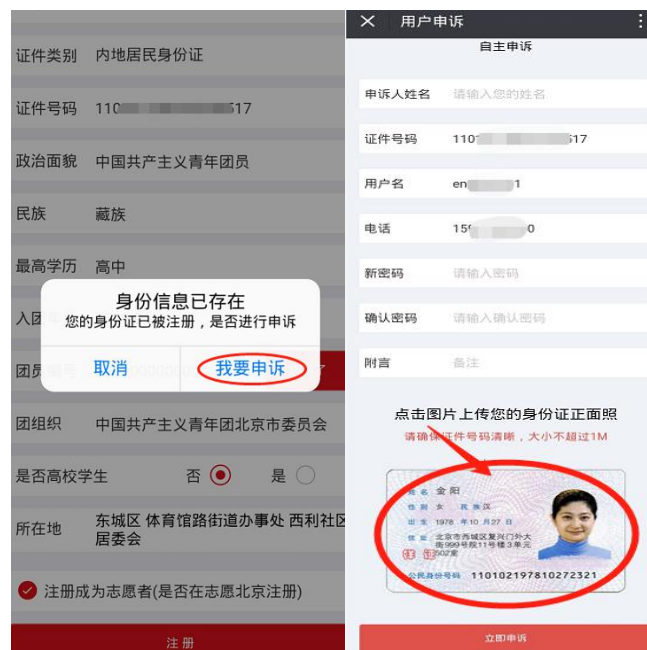 证件类别 内地居民身份证
证件号码 110 517
政治面貌 中国共产主义青年团员
民族 藏族
最高学历 高中
入团
身份信息已存在
您的身份证已被注册，是否进行申诉
取消 我要申诉
团员编号
团组织 中国共产主义青年团北京市委员会
是否高校学生 否 是
所在地 东城区 体育馆路街道办事处 西利社区
居委会
注册成为志愿者(是否在志愿北京注册)
注册
用户申诉
自主申诉
申诉人姓名 请输入您的姓名
证件号码 110 517
用户名 en 1
电话 159 0
新密码 请输入密码
确认密码 请输入确认密码
附言 备注
点击图片上传您的身份证正面照
请确保证件号码清晰，大小不超过1M
姓名 金阳
性别 女 民族汉
出生 1978 年10 月27 日
住址 北京市西城区复兴门外大
街999号院11号楼3单元
502室
公民身份号码 110102197810272321
立即申诉